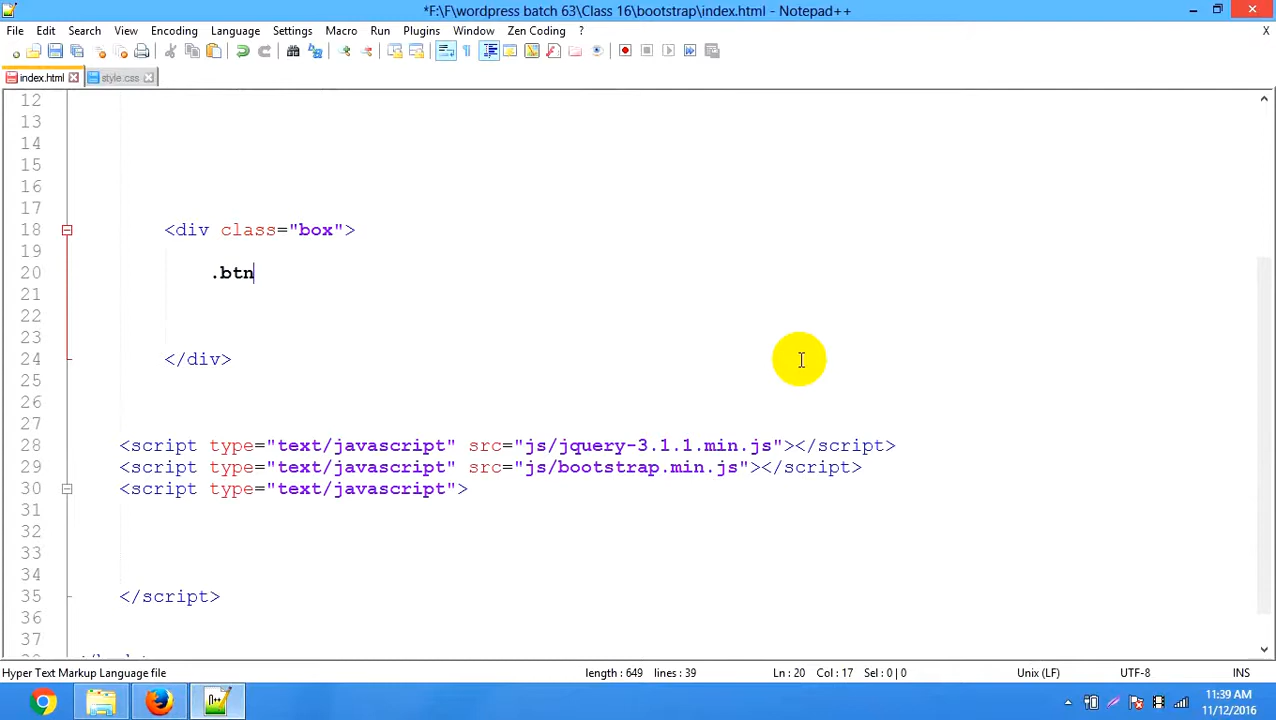 *F:\F\wordpress batch 63\Class 16\bootstrap\index.html - Notepad++
File Edit Search View Encoding Language Settings Macro Run Plugins Window Zen Coding ? X
index.html style.css
12
13
14
15
16
17
18 <div class="box">
19
20 .btn
21
22
23
24 </div>
25
26
27
28 <script type="text/javascript" src="js/jquery-3.1.1.min.js"></script>
29 <script type="text/javascript" src="js/bootstrap.min.js"></script>
30 <script type="text/javascript">
31
32
33
34
35 </script>
36
37
Hyper Text Markup Language file length : 649 lines : 39 Ln : 20 Col : 17 Sel : 0 | 0 Unix (LF) UTF-8 INS
11:39 AM
11/12/2016